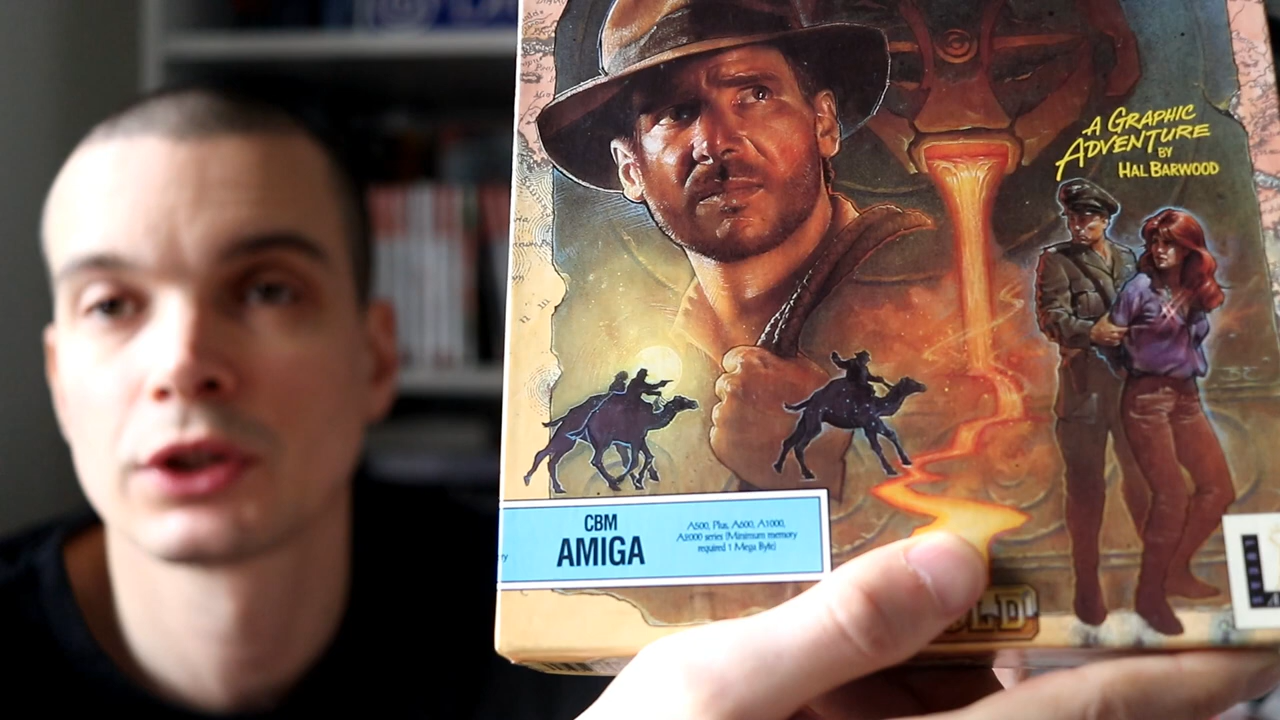 A GRAPHIC
ADVENTURE
BY
HAL BARWOOD
CBM
AMIGA
A500, Plus, A600, A1000,
A2000 series (Minimum memory
required 1 Mega Byte)